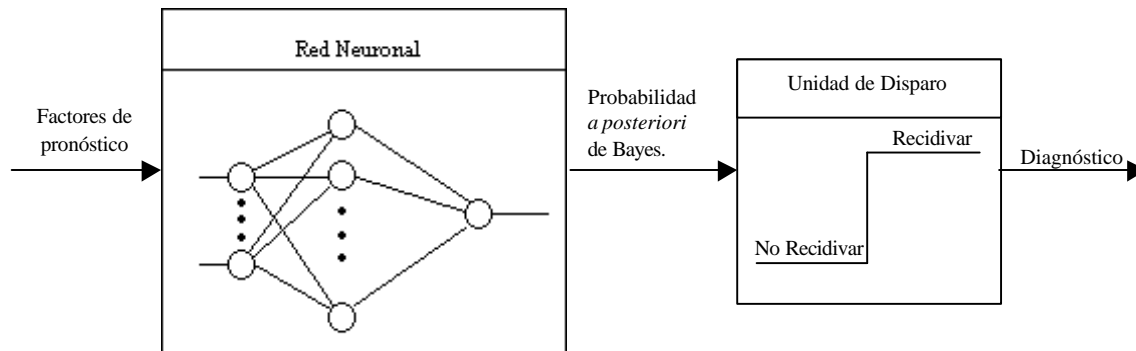 Factores de
pronóstico
Red Neuronal
Probabilidad
a posteriori
de Bayes.
Unidad de Disparo
Recidivar
No Recidivar
Diagnóstico